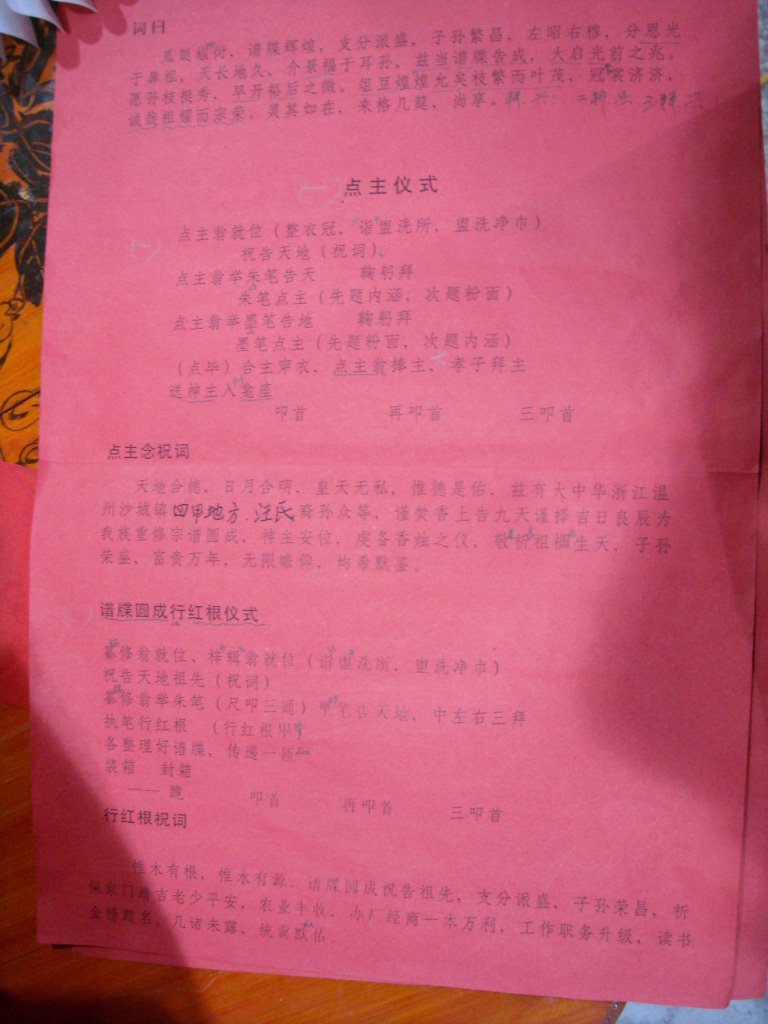 词曰
瓜瓞蕃衍，谱牒辉煌，支分派盛，子孙繁昌，左昭右穆，分恩光
于鼻祖，天长地久，介景福于耳孙，兹当谱牒告成，大启光前之兆。
愿孙枝挺秀，早开裕后之徵。俎豆煌煌允矣枝繁而叶茂，冠裳济济，
诚哉祖耀而宗荣。灵其如在，来格几筵，尚享。
点主仪式
点主翁就位（整衣冠，诣盥洗所，盥洗净巾）
祝告天地（祝词）
点主翁举朱笔告天 鞠躬拜
朱笔点主（先题内涵，次题粉面）
点主翁举墨笔告地 鞠躬拜
墨笔点主（先题粉面，次题内涵）
（点毕）合主穿衣，点主翁捧主，孝子拜主
送神主入龛座
叩首 再叩首 三叩首
点主念祝词
天地合德，日月合明，皇天无私，惟德是佑，兹有大中华浙江温
州沙城镇四甲地方 汪氏裔孙众等，谨焚香上告九天谨择吉日良辰为
我族重修宗谱圆成，神主安位，虔备香烛之仪，敬祈祖 生天，子孙
荣盛，富贵万年，无限瞻仰，均希默鉴。
谱牒圆成行红根仪式
纂修翁就位、梓辑翁就位（诣盥洗所，盥洗净巾）
祝告天地祖先（祝词）
纂修翁举朱笔（尺叩三通） 笔告天地，中左右三拜
执笔行红根 （行红根毕）
各整理好谱牒，传递一
装箱 封箱
——跪 叩首 再叩首 三叩首
行红根祝词
惟木有根，惟水有源、谱牒圆成祝告祖先，支分派盛、子孙荣昌，祈
保家门清吉老少平安，农业丰收，办厂经商一本万利，工作职务升级、读书
金榜题名，几诸未露、统冀默佑。